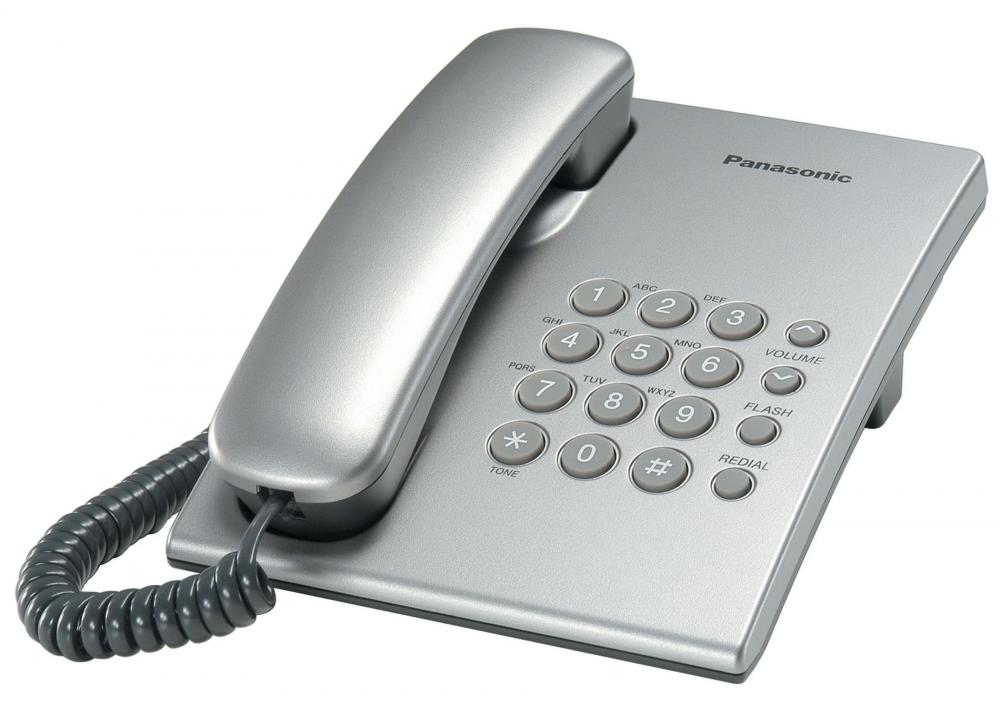 Panasonic
1 ABC 2 DEF 3
VOLUME
GHI 4 JKL 5 MNO 6
PQRS 7 TUV 8 WXYZ 9
FLASH
* 0 #
TONE
REDIAL